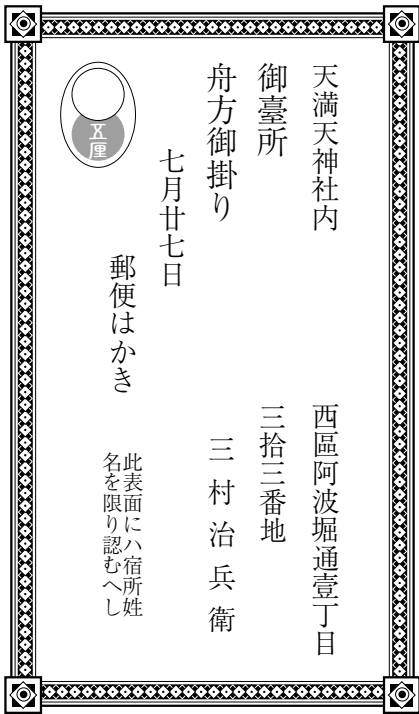 天満天神社内
御臺所
舟方御掛り
七月廿七日
西區阿波堀通壹丁目
三拾三番地
三村治兵衛
郵便はかき
此表面にハ宿所姓
名を限り認むへし
五厘